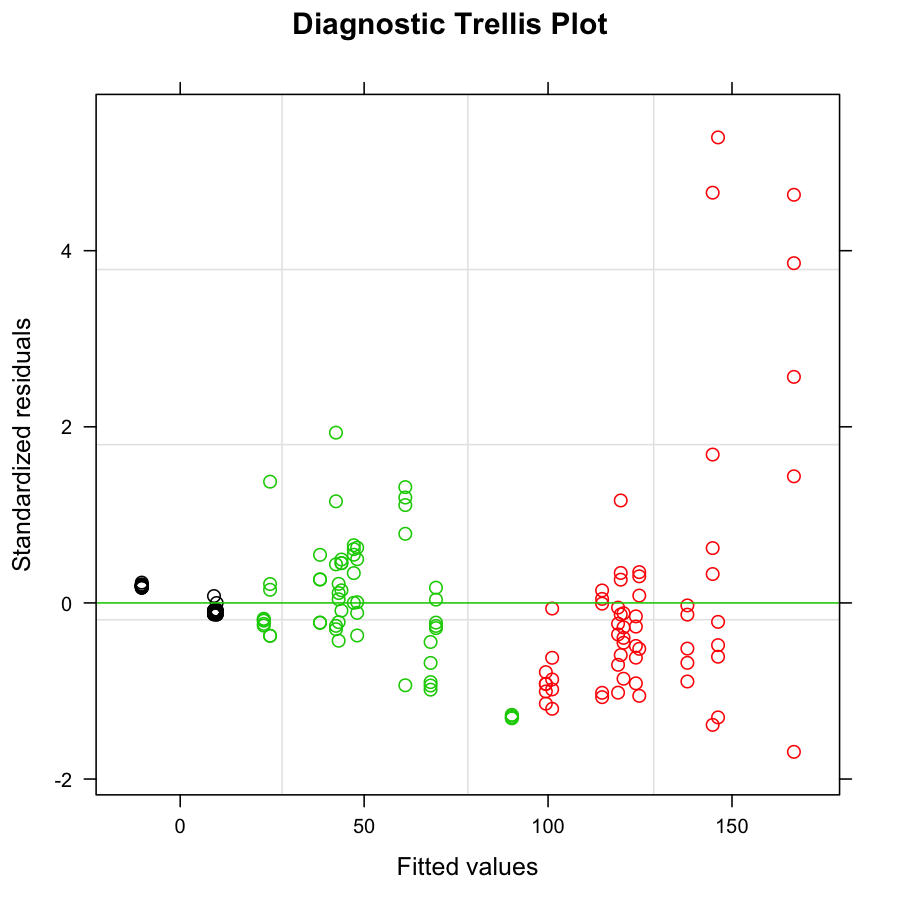 Diagnostic Trellis Plot
Standardized residuals
4
2
0
-2
0 50 100 150
Fitted values